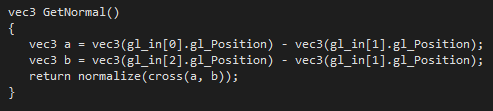 vec3 GetNormal()
{
   vec3 a = vec3(gl_in[0].gl_Position) - vec3(gl_in[1].gl_Position);
   vec3 b = vec3(gl_in[2].gl_Position) - vec3(gl_in[1].gl_Position);
   return normalize(cross(a, b));
}